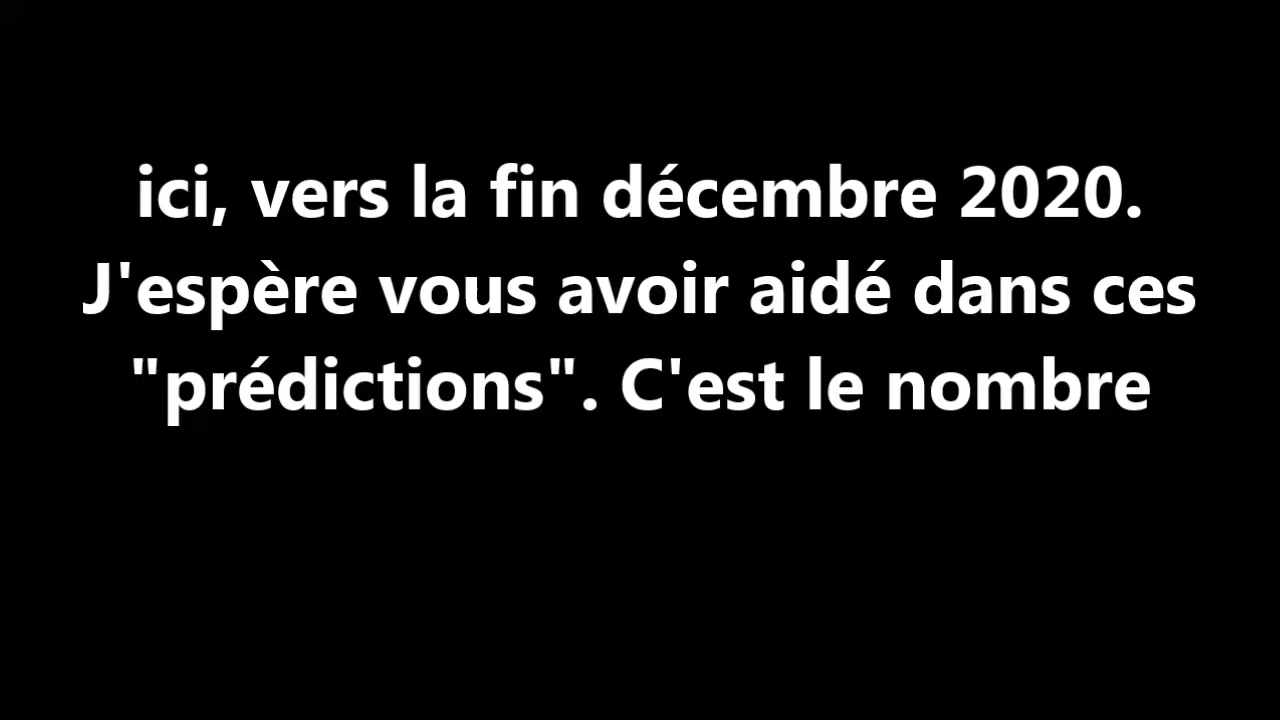 ici, vers la fin décembre 2020.
J'espère vous avoir aidé dans ces
"prédictions". C'est le nombre